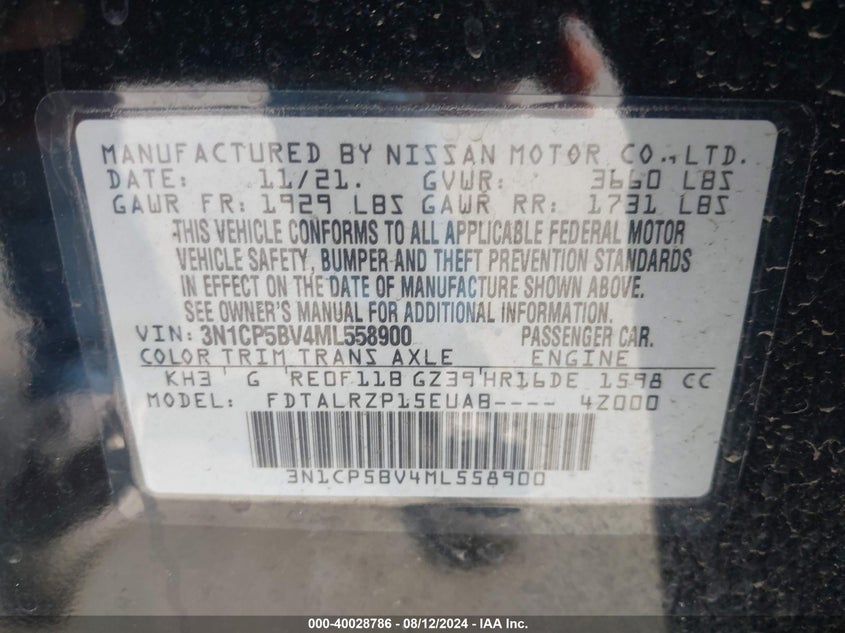 MANUFACTURED BY NISSAN MOTOR CO., LTD.
DATE: 11/21. GVWR: 3660 LBS
GAWR FR: 1929 LBS GAWR RR: 1731 LBS
THIS VEHICLE CONFORMS TO ALL APPLICABLE FEDERAL MOTOR
VEHICLE SAFETY, BUMPER AND THEFT PREVENTION STANDARDS
IN EFFECT ON THE DATE OF MANUFACTURE SHOWN ABOVE.
SEE OWNER'S MANUAL FOR ADDITIONAL INFORMATION.
VIN: 3N1CP5BV4ML558900 PASSENGER CAR.
COLOR TRIM TRANS AXLE ENGINE
KH3 G RE0F11B GZ39 HR16DE 1598 CC
MODEL: FDTALRZP15EUAB---- 4Z000
3N1CP5BV4ML558900
000-40028786 - 08/12/2024 - IAA Inc.